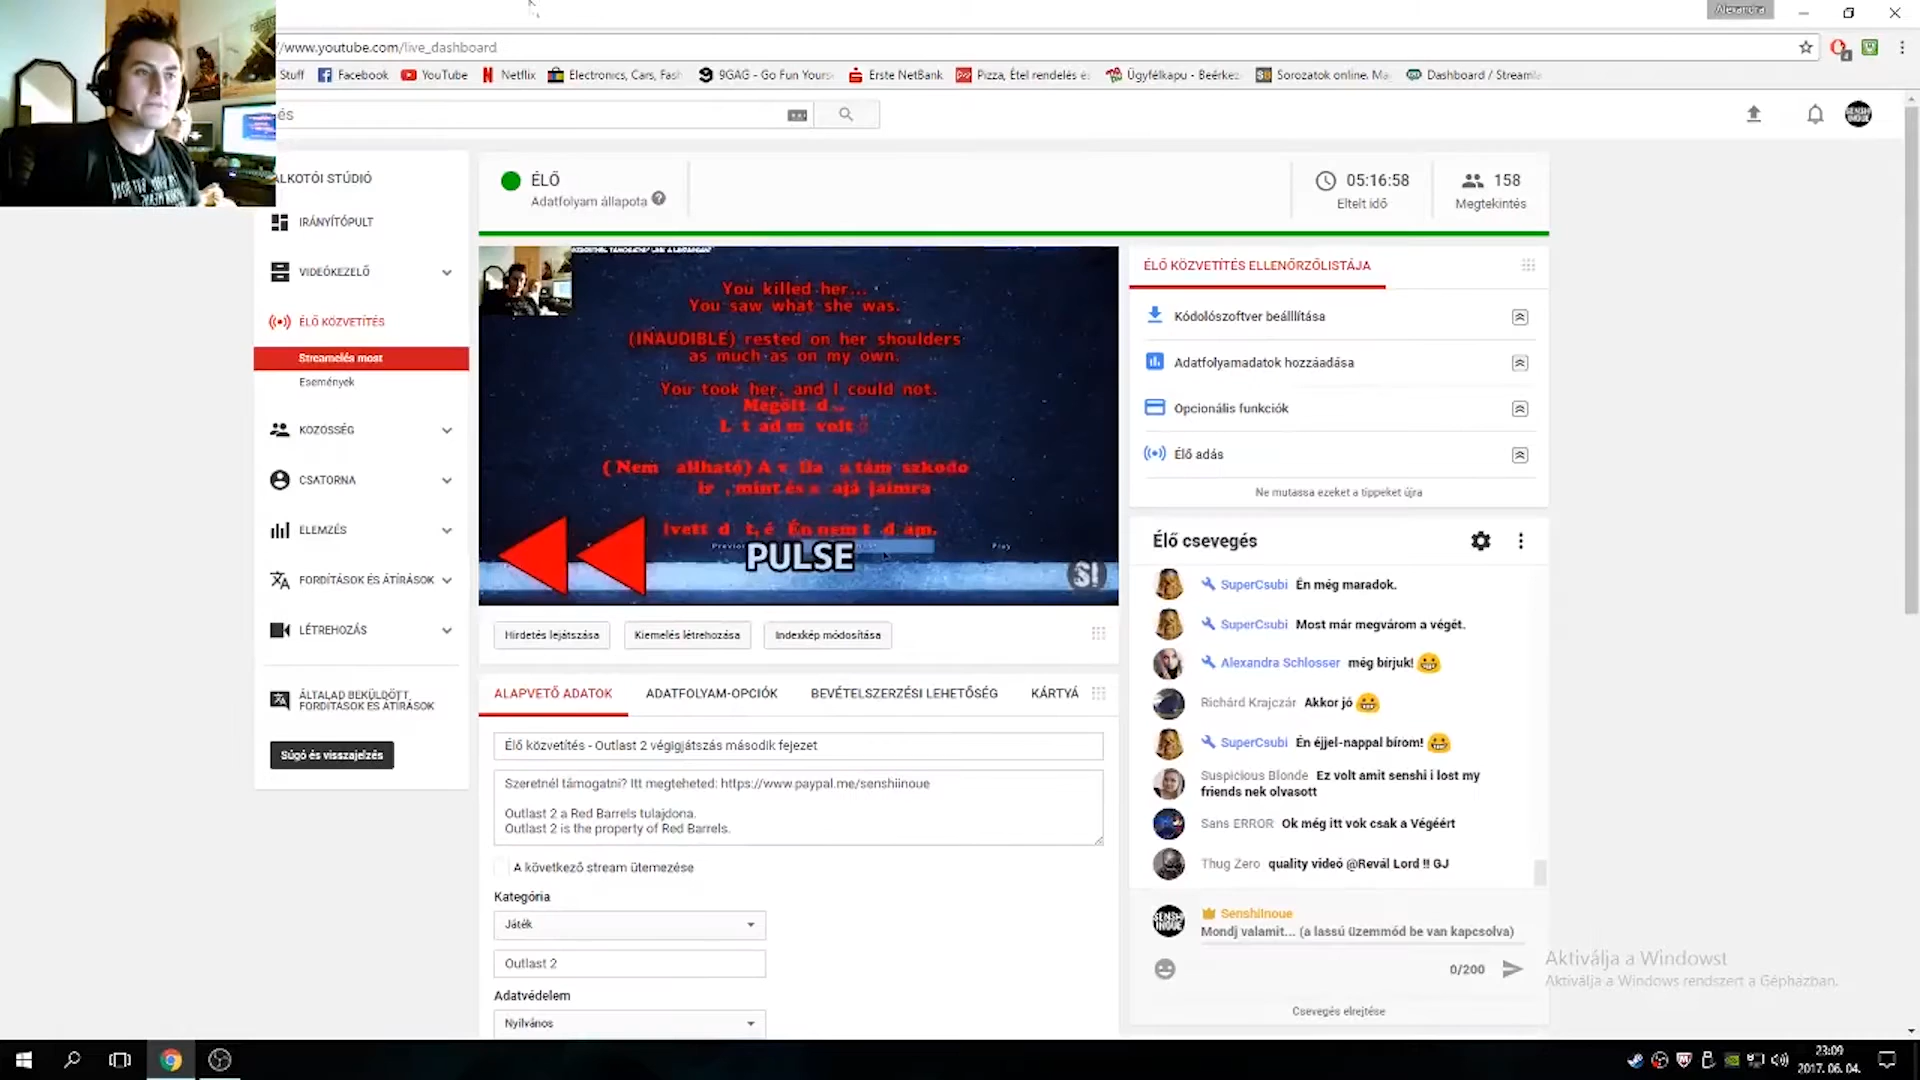 Alexandra
//www.youtube.com/live_dashboard
Stuff
Facebook
YouTube
Netflix
Electronics, Cars, Fash
9GAG - Go Fun Yours
Erste NetBank
Pizza, Étel rendelés é
Ügyfélkapu - Beérkez
Sorozatok online, Ma
Dashboard / Streamla
és
ALKOTÓI STÚDIÓ
IRÁNYÍTÓPULT
VIDEÓKEZELŐ
ÉLŐ KÖZVETÍTÉS
Streamelés most
Események
KÖZÖSSÉG
CSATORNA
ELEMZÉS
FORDÍTÁSOK ÉS ÁTÍRÁSOK
LÉTREHOZÁS
ÁLTALAD BEKÜLDÖTT
FORDÍTÁSOK ÉS ÁTÍRÁSOK
Súgó és visszajelzés
ÉLŐ
Adatfolyam állapota
05:16:58
Eltelt idő
158
Megtekintés
You killed her...
You saw what she was.
(INAUDIBLE) rested on her shoulders
as much as on my own.
You took her, and I could not.
PULSE
Play
SI
Hirdetés lejátszása
Kiemelés létrehozása
Indexkép módosítása
ALAPVETŐ ADATOK
ADATFOLYAM-OPCIÓK
BEVÉTELSZERZÉSI LEHETŐSÉG
KÁRTYÁ
Élő közvetítés - Outlast 2 végigjátszás második fejezet
Szeretnél támogatni? Itt megteheted: https://www.paypal.me/senshiinoue
Outlast 2 a Red Barrels tulajdona.
Outlast 2 is the property of Red Barrels.
A következő stream ütemezése
Kategória
Játék
Outlast 2
Adatvédelem
Nyilvános
ÉLŐ KÖZVETÍTÉS ELLENŐRZŐLISTÁJA
Kódolószoftver beállítása
Adatfolyamadatok hozzáadása
Opcionális funkciók
Élő adás
Ne mutassa ezeket a tippeket újra
Élő csevegés
SuperCsubi Én még maradok.
SuperCsubi Most már megvárom a végét.
Alexandra Schlosser még bírjuk!
Richárd Krajczár Akkor jó
SuperCsubi Én éjjel-nappal bírom!
Suspicious Blonde Ez volt amit senshi i lost my
friends nek olvasott
Sans ERROR Ok még itt vok csak a Végéért
Thug Zero quality videó @Revál Lord !! GJ
SenshiInoue
Mondj valamit... (a lassú üzemmód be van kapcsolva)
0/200
Csevegés elrejtése
Aktiválja a Windowst
Aktiválja a Windows rendszert a Gépházban.
23:09
2017. 06. 04.